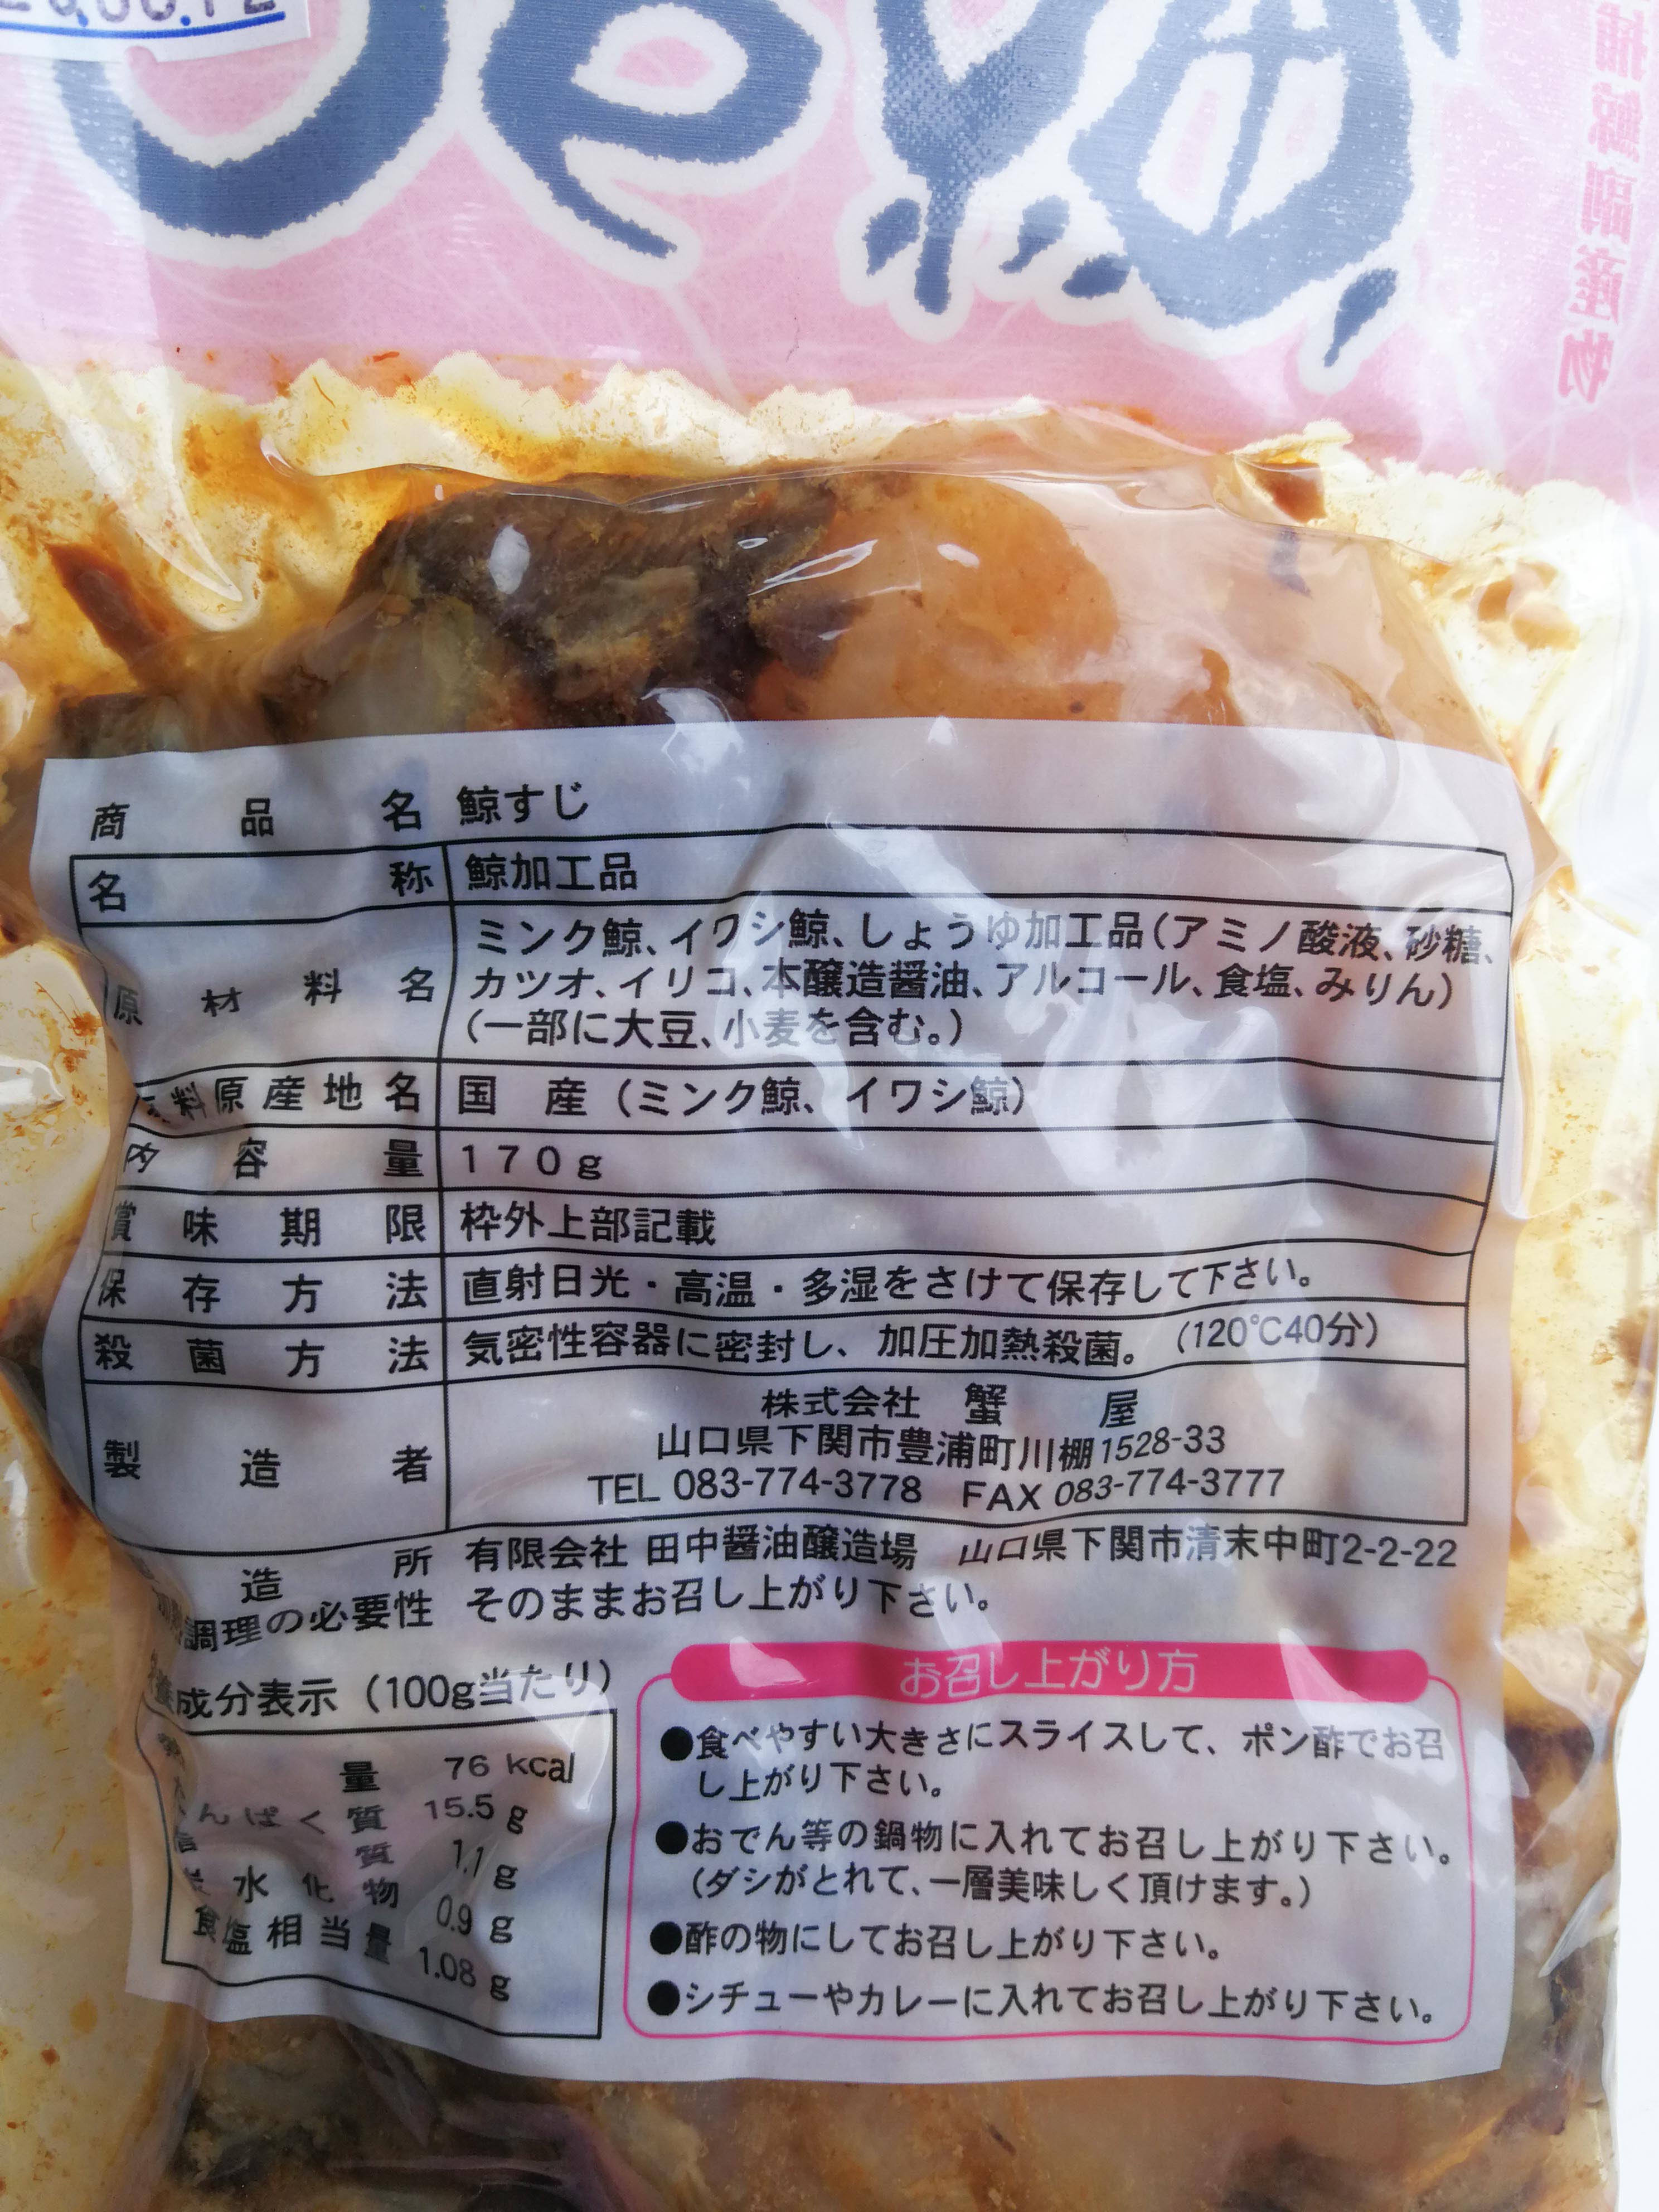 商品名 鯨すじ
名称 鯨加工品
原材料名 ミンク鯨、イワシ鯨、しょうゆ加工品(アミノ酸液、砂糖、
カツオ、イリコ、本醸造醤油、アルコール、食塩、みりん)
(一部に大豆、小麦を含む。)
料原産地名 国産(ミンク鯨、イワシ鯨)
内容量 170g
賞味期限 枠外上部記載
保存方法 直射日光・高温・多湿をさけて保存して下さい。
殺菌方法 気密性容器に密封し、加圧加熱殺菌。(120℃40分)
製造者 株式会社 蟹屋
山口県下関市豊浦町川棚1528-33
TEL 083-774-3778 FAX 083-774-3777
造所 有限会社 田中醤油醸造場 山口県下関市清末中町2-2-22
調理の必要性 そのままお召し上がり下さい。
成分表示(100g当たり)
量 76 kcal
んぱく質 15.5 g
質 1.1 g
水化物 0.9 g
食塩相当量 1.08 g
お召し上がり方
●食べやすい大きさにスライスして、ポン酢でお召
し上がり下さい。
●おでん等の鍋物に入れてお召し上がり下さい。
(ダシがとれて、一層美味しく頂けます。)
●酢の物にしてお召し上がり下さい。
●シチューやカレーに入れてお召し上がり下さい。